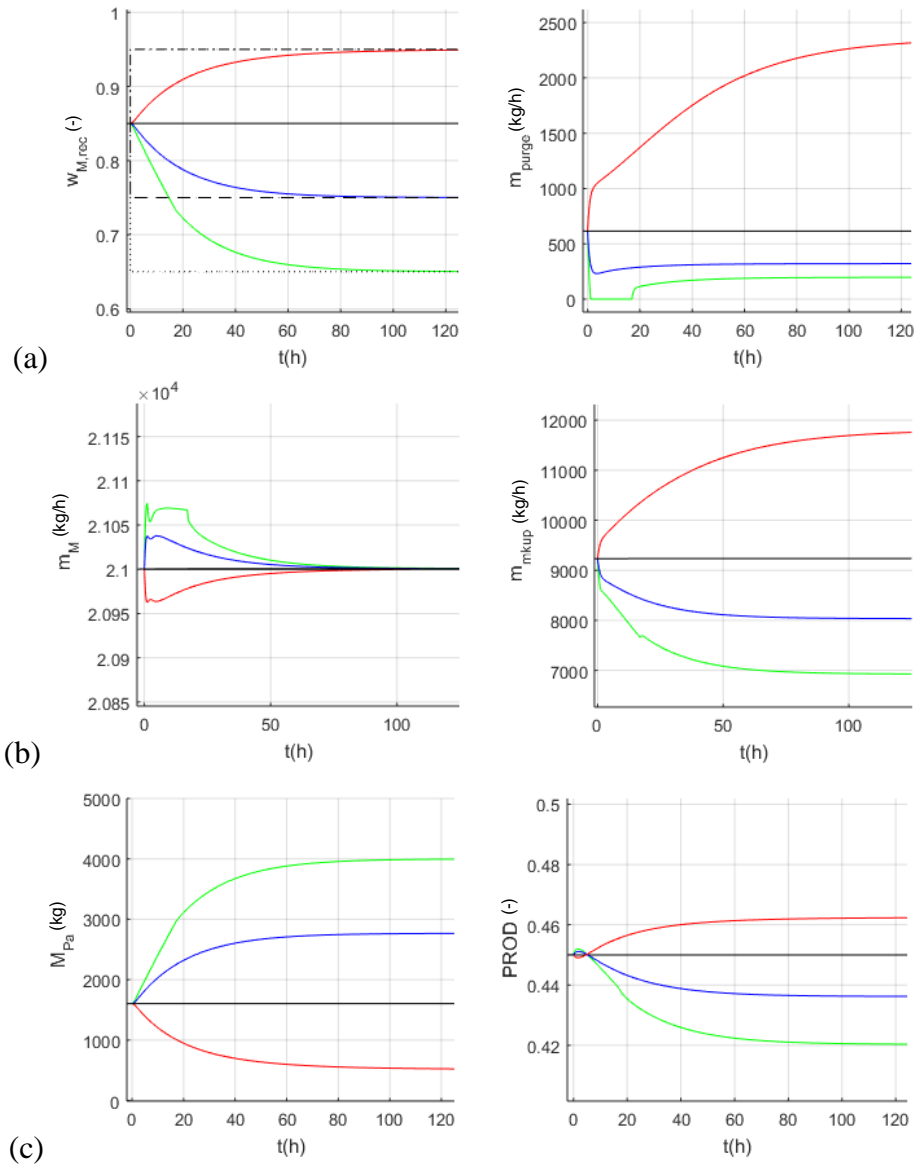 1
0.9
0.8
0.7
0.6
w_M,rec (-)
0 20 40 60 80 100 120
t(h)
2500
2000
1500
1000
500
0
m_purge (kg/h)
0 20 40 60 80 100 120
t(h)
(a)
× 10^4
2.115
2.11
2.105
2.1
2.095
2.09
2.085
m_M (kg/h)
0 50 100
t(h)
12000
11000
10000
9000
8000
7000
m_mkup (kg/h)
0 50 100
t(h)
(b)
5000
4000
3000
2000
1000
0
M_Pa (kg)
0 20 40 60 80 100 120
t(h)
0.5
0.48
0.46
0.44
0.42
PROD (-)
0 20 40 60 80 100 120
t(h)
(c)